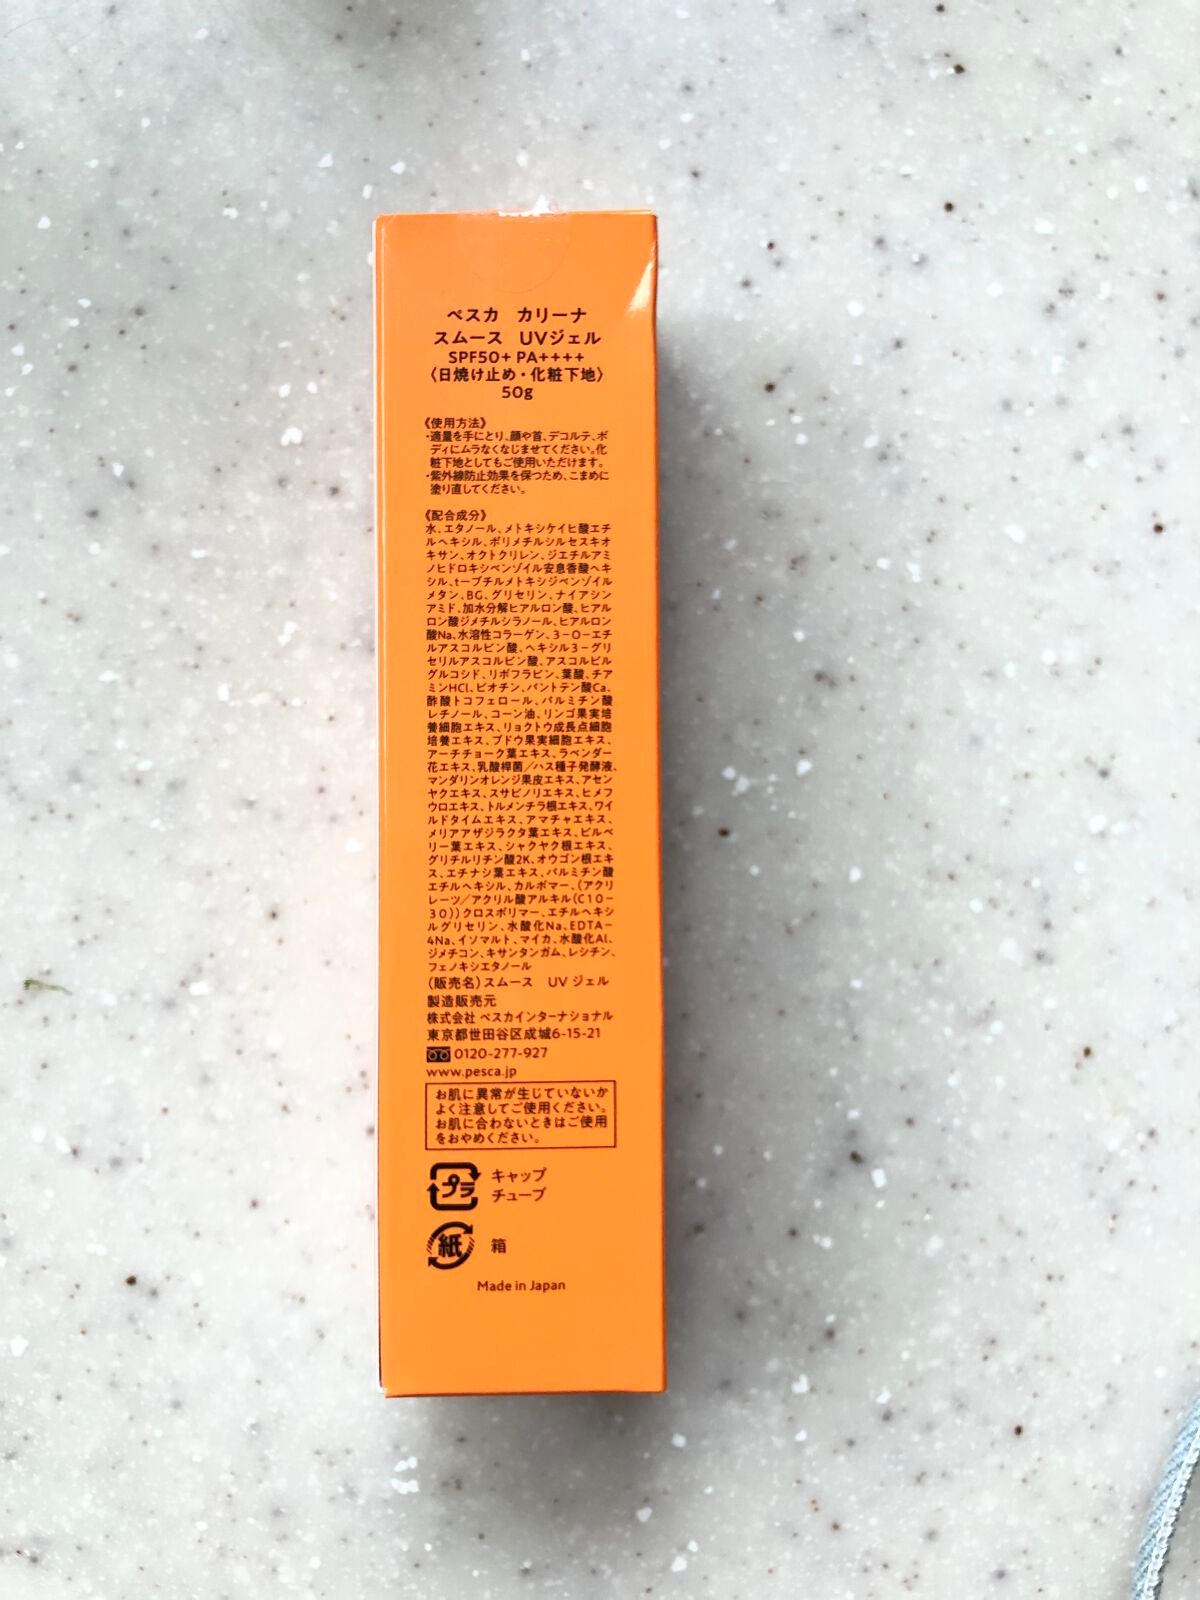 ペスカ　カリーナ
スムース　UVジェル
SPF50+ PA++++
〈日焼け止め・化粧下地〉
50g
《使用方法》
・適量を手にとり、顔や首、デコルテ、ボ
ディにムラなくなじませてください。化
粧下地としてもご使用いただけます。
・紫外線防止効果を保つため、こまめに
塗り直してください。
《配合成分》
水、エタノール、メトキシケイヒ酸エチ
ルヘキシル、ポリメチルシルセスキオ
キサン、オクトクリレン、ジエチルアミ
ノヒドロキシベンゾイル安息香酸ヘキ
シル、t－ブチルメトキシジベンゾイル
メタン、BG、グリセリン、ナイアシン
アミド、加水分解ヒアルロン酸、ヒアル
ロン酸ジメチルシラノール、ヒアルロン
酸Na、水溶性コラーゲン、3－O－エチ
ルアスコルビン酸、ヘキシル3－グリ
セリルアスコルビン酸、アスコルビル
グルコシド、リボフラビン、葉酸、チア
ミンHCl、ビオチン、パントテン酸Ca、
酢酸トコフェロール、パルミチン酸
レチノール、コーン油、リンゴ果実培
養細胞エキス、リョクトウ成長点細胞
培養エキス、ブドウ果実細胞エキス、
アーチチョーク葉エキス、ラベンダー
花エキス、乳酸桿菌／ハス種子発酵液、
マンダリンオレンジ果皮エキス、アセン
ヤクエキス、スサビノリエキス、ヒメフ
ウロエキス、トルメンチラ根エキス、ワイ
ルドタイムエキス、アマチャエキス、
メリアアザジラクタ葉エキス、ビルベ
リー葉エキス、シャクヤク根エキス、
グリチルリチン酸2K、オウゴン根エキ
ス、エチナシ葉エキス、パルミチン酸
エチルヘキシル、カルボマー、（アクリ
レーツ／アクリル酸アルキル（C10－
30））クロスポリマー、エチルヘキシ
ルグリセリン、水酸化Na、EDTA－
4Na、イソマルト、マイカ、水酸化Al、
ジメチコン、キサンタンガム、レシチン、
フェノキシエタノール
（販売名）スムース　UV ジェル
製造販売元
株式会社 ペスカインターナショナル
東京都世田谷区成城6-15-21
0120-277-927
www.pesca.jp
お肌に異常が生じていないか
よく注意してご使用ください。
お肌に合わないときはご使用
をおやめください。
プラ キャップ
チューブ
紙 箱
Made in Japan